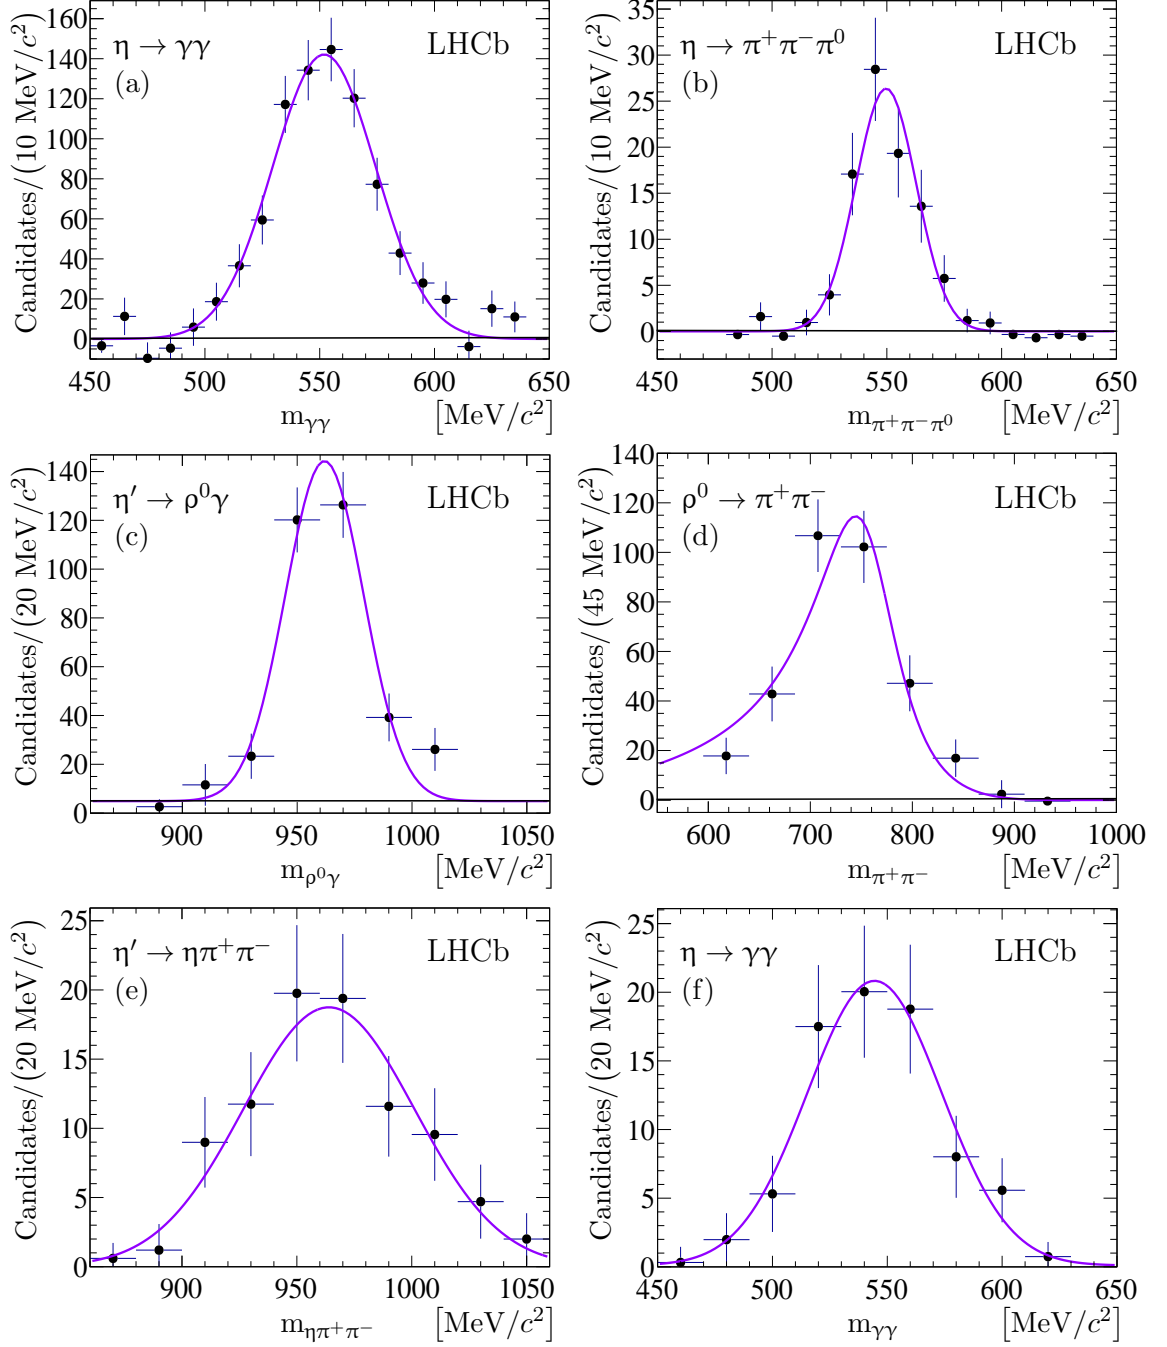 η → γγ LHCb
(a)
Candidates/(10 MeV/c²)
160
140
120
100
80
60
40
20
0
450 500 550 600 650
m_γγ [MeV/c²]
η → π⁺π⁻π⁰ LHCb
(b)
Candidates/(10 MeV/c²)
35
30
25
20
15
10
5
0
450 500 550 600 650
m_π⁺π⁻π⁰ [MeV/c²]
η′ → ρ⁰γ LHCb
(c)
Candidates/(20 MeV/c²)
140
120
100
80
60
40
20
0
900 950 1000 1050
m_ρ⁰γ [MeV/c²]
ρ⁰ → π⁺π⁻ LHCb
(d)
Candidates/(45 MeV/c²)
140
120
100
80
60
40
20
0
600 700 800 900 1000
m_π⁺π⁻ [MeV/c²]
η′ → ηπ⁺π⁻ LHCb
(e)
Candidates/(20 MeV/c²)
25
20
15
10
5
0
900 950 1000 1050
m_ηπ⁺π⁻ [MeV/c²]
η → γγ LHCb
(f)
Candidates/(20 MeV/c²)
25
20
15
10
5
0
450 500 550 600 650
m_γγ [MeV/c²]